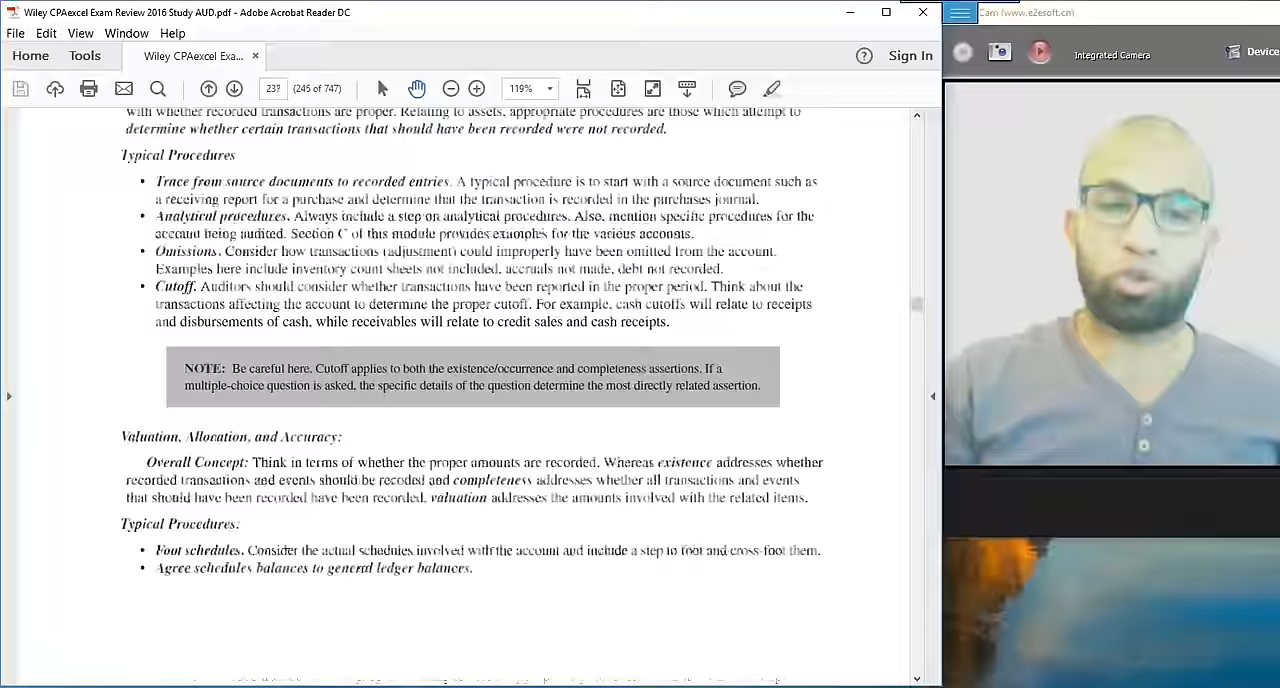 Wiley CPAexcel Exam Review 2016 Study AUD.pdf - Adobe Acrobat Reader DC
Cam (www.e2esoft.cn)
File Edit View Window Help
Home Tools Wiley CPAexcel Exa... × Sign In
Integrated Camera Device
237 (245 of 747) 119%
with whether recorded transactions are proper. Relating to assets, appropriate procedures are those which attempt to
determine whether certain transactions that should have been recorded were not recorded.
Typical Procedures
• Trace from source documents to recorded entries. A typical procedure is to start with a source document such as
a receiving report for a purchase and determine that the transaction is recorded in the purchases journal.
• Analytical procedures. Always include a step on analytical procedures. Also, mention specific procedures for the
account being audited. Section C of this module provides examples for the various accounts.
• Omissions. Consider how transactions (adjustment) could improperly have been omitted from the account.
Examples here include inventory count sheets not included, accruals not made, debt not recorded.
• Cutoff. Auditors should consider whether transactions have been reported in the proper period. Think about the
transactions affecting the account to determine the proper cutoff. For example, cash cutoffs will relate to receipts
and disbursements of cash, while receivables will relate to credit sales and cash receipts.
NOTE: Be careful here. Cutoff applies to both the existence/occurrence and completeness assertions. If a
multiple-choice question is asked, the specific details of the question determine the most directly related assertion.
Valuation, Allocation, and Accuracy:
Overall Concept: Think in terms of whether the proper amounts are recorded. Whereas existence addresses whether
recorded transactions and events should be recoded and completeness addresses whether all transactions and events
that should have been recorded have been recorded, valuation addresses the amounts involved with the related items.
Typical Procedures:
• Foot schedules. Consider the actual schedules involved with the account and include a step to foot and cross-foot them.
• Agree schedules balances to general ledger balances.